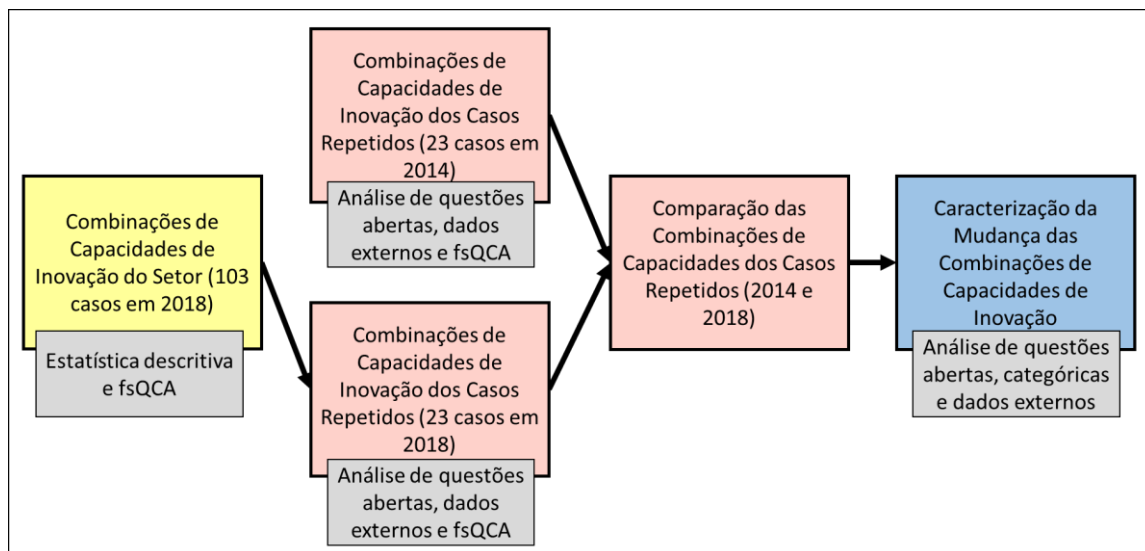 Combinações de
Capacidades de
Inovação do Setor (103
casos em 2018)
Estatística descritiva
e fsQCA
Combinações de
Capacidades de
Inovação dos Casos
Repetidos (23 casos em
2014)
Análise de questões
abertas, dados
externos e fsQCA
Combinações de
Capacidades de
Inovação dos Casos
Repetidos (23 casos em
2018)
Análise de questões
abertas, dados
externos e fsQCA
Comparação das
Combinações de
Capacidades dos Casos
Repetidos (2014 e
2018)
Caracterização da
Mudança das
Combinações de
Capacidades de
Inovação
Análise de questões
abertas, categóricas
e dados externos